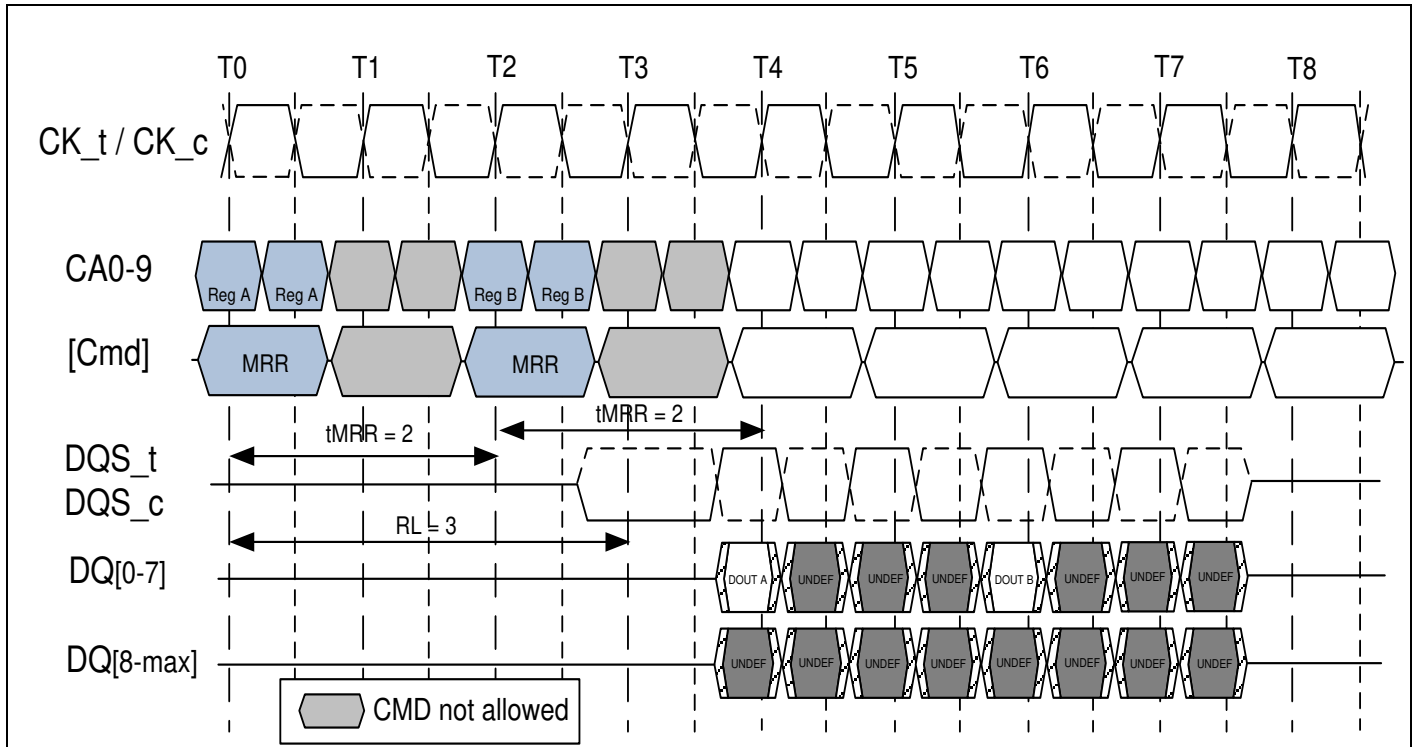 T0 T1 T2 T3 T4 T5 T6 T7 T8
CK_t / CK_c
CA0-9
Reg A Reg A Reg B Reg B
[Cmd]
MRR MRR
tMRR = 2
tMRR = 2
DQS_t
DQS_c
RL = 3
DQ[0-7]
DOUT A UNDEF UNDEF UNDEF DOUT B UNDEF UNDEF UNDEF
DQ[8-max]
UNDEF UNDEF UNDEF UNDEF UNDEF UNDEF UNDEF UNDEF
CMD not allowed